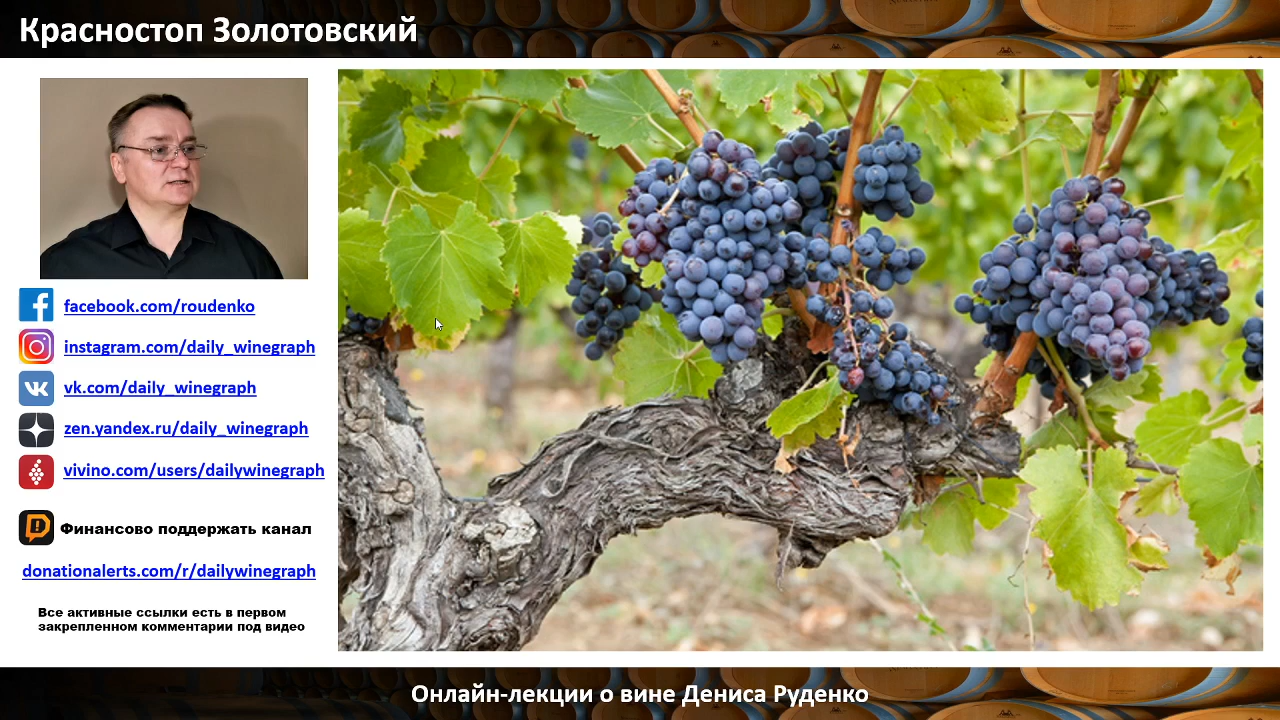 Красностоп Золотовский
facebook.com/roudenko
instagram.com/daily_winegraph
vk.com/daily_winegraph
zen.yandex.ru/daily_winegraph
vivino.com/users/dailywinegraph
Финансово поддержать канал
donationalerts.com/r/dailywinegraph
Все активные ссылки есть в первом
закрепленном комментарии под видео
Онлайн-лекции о вине Дениса Руденко